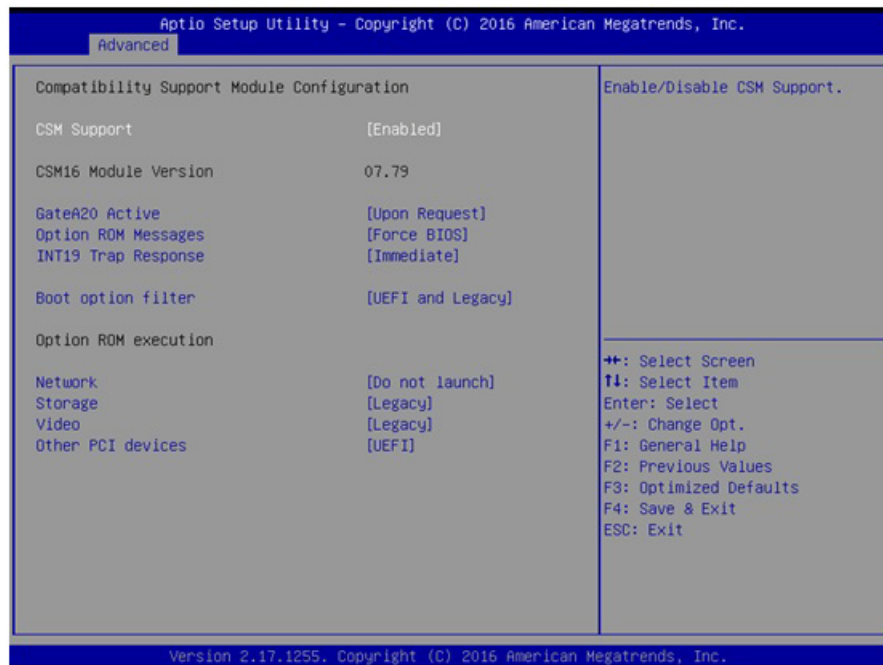 Aptio Setup Utility – Copyright (C) 2016 American Megatrends, Inc.
Advanced
Compatibility Support Module Configuration
CSM Support [Enabled]
CSM16 Module Version 07.79
GateA20 Active [Upon Request]
Option ROM Messages [Force BIOS]
INT19 Trap Response [Immediate]
Boot option filter [UEFI and Legacy]
Option ROM execution
Network [Do not launch]
Storage [Legacy]
Video [Legacy]
Other PCI devices [UEFI]
Enable/Disable CSM Support.
→←: Select Screen
↑↓: Select Item
Enter: Select
+/-: Change Opt.
F1: General Help
F2: Previous Values
F3: Optimized Defaults
F4: Save & Exit
ESC: Exit
Version 2.17.1255. Copyright (C) 2016 American Megatrends, Inc.